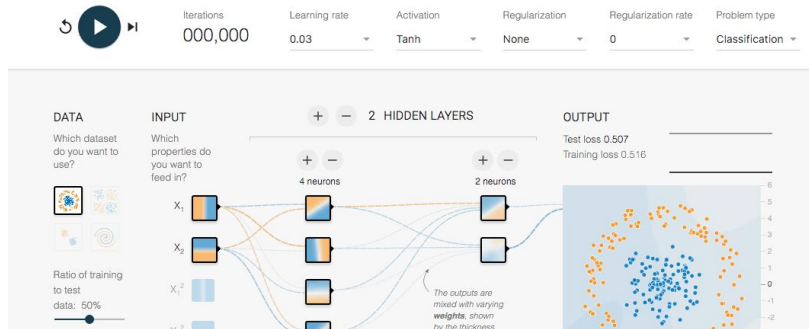 Iterations
000,000
Learning rate
0.03
Activation
Tanh
Regularization
None
Regularization rate
0
Problem type
Classification
DATA
Which dataset
do you want to
use?
Ratio of training
to test
data: 50%
INPUT
Which
properties do
you want to
feed in?
X₁
X₂
X₁²
X₂²
+ − 2 HIDDEN LAYERS
+ −
4 neurons
+ −
2 neurons
The outputs are
mixed with varying
weights, shown
by the thickness
OUTPUT
Test loss 0.507
Training loss 0.516
6
5
4
3
2
1
0
-1
-2